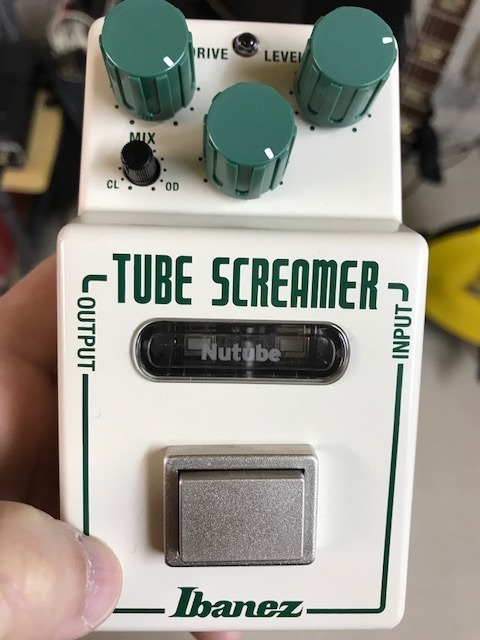 DRIVE LEVEL
MIX
CL OD
TUBE SCREAMER
OUTPUT
INPUT
Nutube
Ibanez